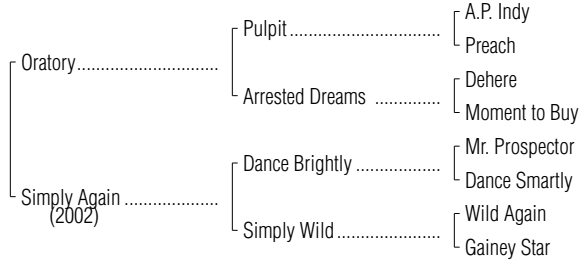 A.P. Indy
Pulpit
Preach
Oratory
Dehere
Arrested Dreams
Moment to Buy
Mr. Prospector
Dance Brightly
Dance Smartly
Simply Again
(2002)
Wild Again
Simply Wild
Gainey Star